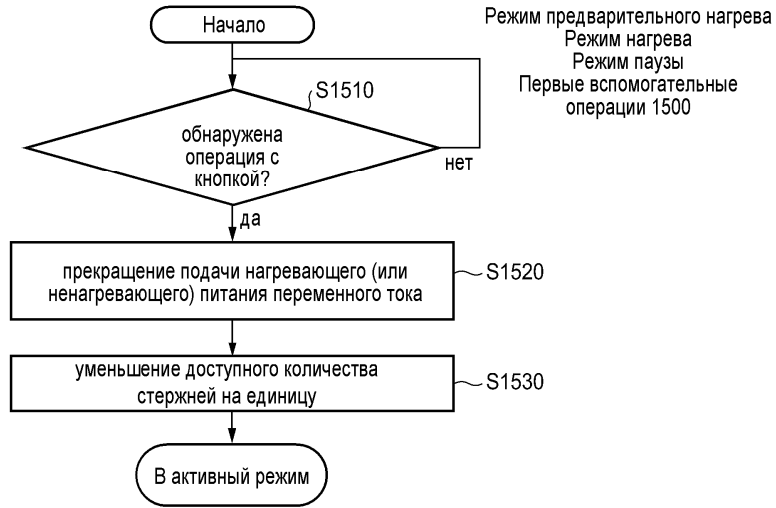 Начало
Режим предварительного нагрева
Режим нагрева
Режим паузы
Первые вспомогательные
операции 1500
S1510
обнаружена
операция с
кнопкой?
нет
да
прекращение подачи нагревающего (или
ненагревающего) питания переменного тока
S1520
уменьшение доступного количества
стержней на единицу
S1530
В активный режим